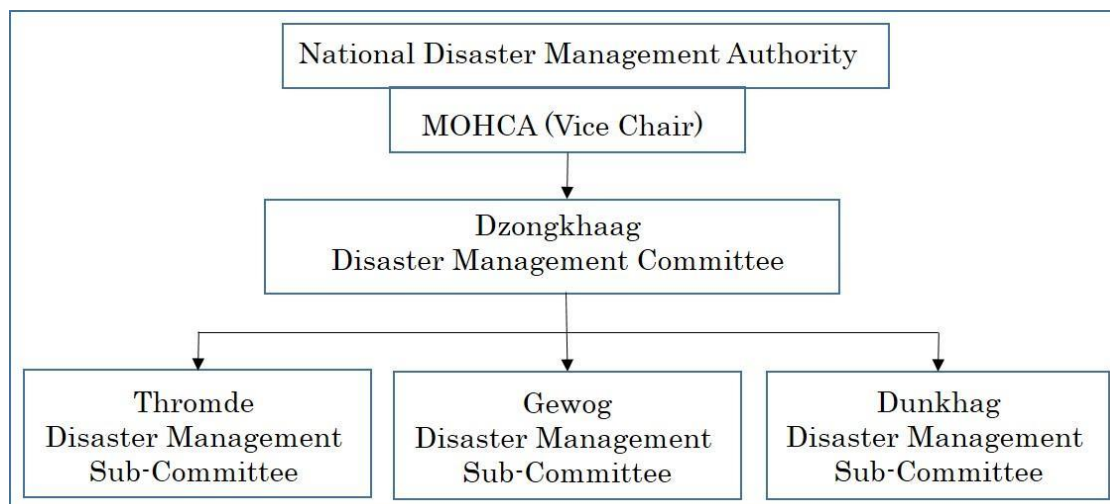 National Disaster Management Authority
MOHCA (Vice Chair)
Dzongkhaag
Disaster Management Committee
Thromde
Disaster Management
Sub-Committee
Gewog
Disaster Management
Sub-Committee
Dunkhag
Disaster Management
Sub-Committee